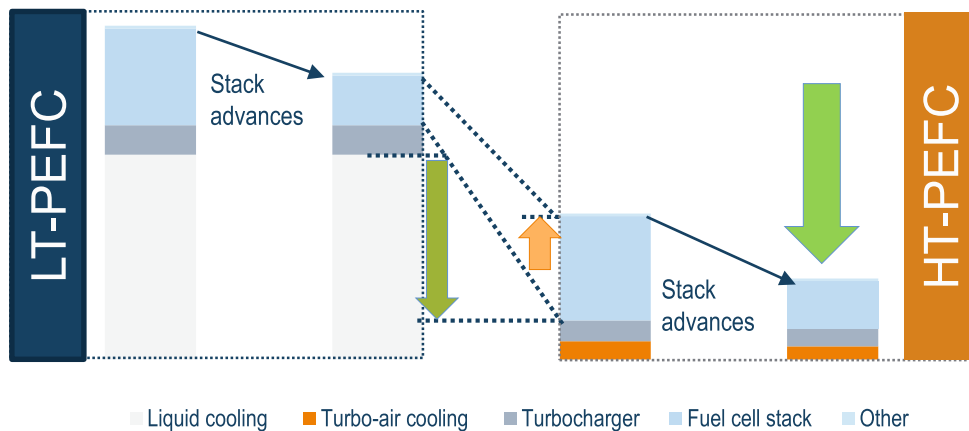 LT-PEFC
Stack
advances
Stack
advances
HT-PEFC
Liquid cooling
Turbo-air cooling
Turbocharger
Fuel cell stack
Other